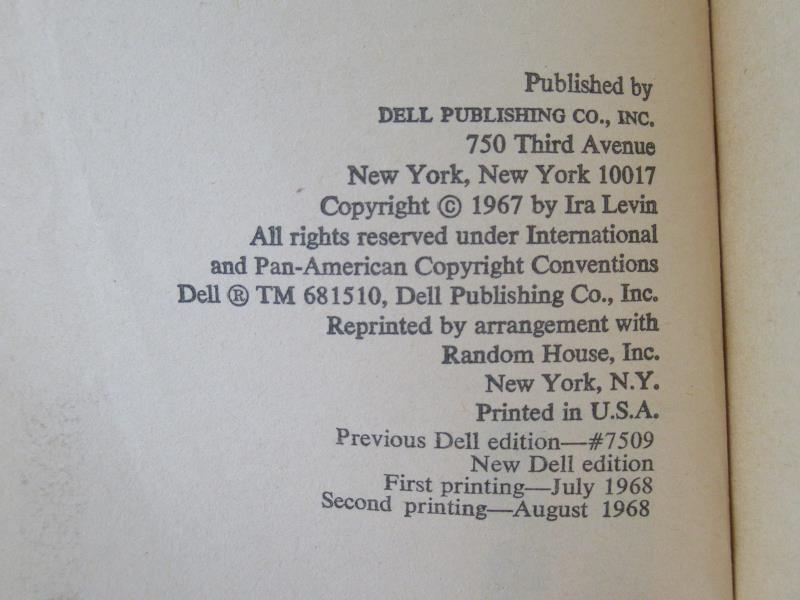 Published by
DELL PUBLISHING CO., INC.
750 Third Avenue
New York, New York 10017
Copyright © 1967 by Ira Levin
All rights reserved under International
and Pan-American Copyright Conventions
Dell ® TM 681510, Dell Publishing Co., Inc.
Reprinted by arrangement with
Random House, Inc.
New York, N.Y.
Printed in U.S.A.
Previous Dell edition—#7509
New Dell edition
First printing—July 1968
Second printing—August 1968